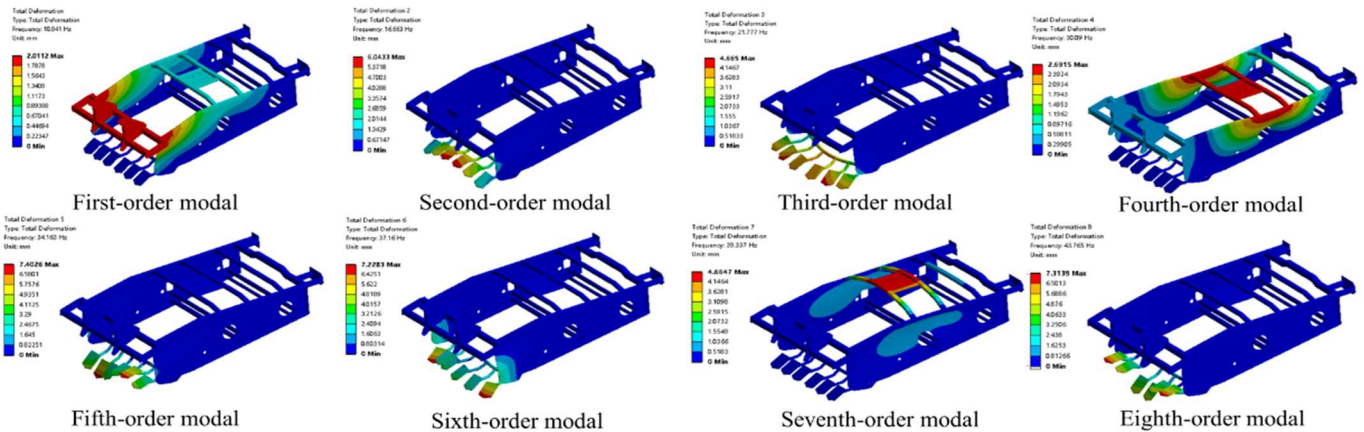 Total Deformation
Type: Total Deformation
Frequency: 10.841 Hz
Unit: mm
2.0112 Max
1.7878
1.5643
1.3408
1.1173
0.89388
0.67041
0.44694
0.22347
0 Min
First-order modal
Total Deformation 2
Type: Total Deformation
Frequency: 16.663 Hz
Unit: mm
6.0433 Max
5.3718
4.7003
4.0288
3.3574
2.6859
2.0144
1.3429
0.67147
0 Min
Second-order modal
Total Deformation 3
Type: Total Deformation
Frequency: 21.777 Hz
Unit: mm
4.665 Max
4.1467
3.6283
3.11
2.5917
2.0733
1.555
1.0367
0.51833
0 Min
Third-order modal
Total Deformation 4
Type: Total Deformation
Frequency: 30.09 Hz
Unit: mm
2.6915 Max
2.3924
2.0934
1.7943
1.4953
1.1962
0.89716
0.59811
0.29905
0 Min
Fourth-order modal
Total Deformation 5
Type: Total Deformation
Frequency: 34.163 Hz
Unit: mm
7.4026 Max
6.5801
5.7576
4.9351
4.1125
3.29
2.4675
1.645
0.82251
0 Min
Fifth-order modal
Total Deformation 6
Type: Total Deformation
Frequency: 37.16 Hz
Unit: mm
7.2283 Max
6.4251
5.622
4.8189
4.0157
3.2126
2.4094
1.6063
0.80314
0 Min
Sixth-order modal
Total Deformation 7
Type: Total Deformation
Frequency: 39.337 Hz
Unit: mm
4.6647 Max
4.1464
3.6281
3.1098
2.5915
2.0732
1.5549
1.0366
0.5183
0 Min
Seventh-order modal
Total Deformation 8
Type: Total Deformation
Frequency: 43.765 Hz
Unit: mm
7.3139 Max
6.5013
5.6886
4.876
4.0633
3.2506
2.438
1.6253
0.81266
0 Min
Eighth-order modal